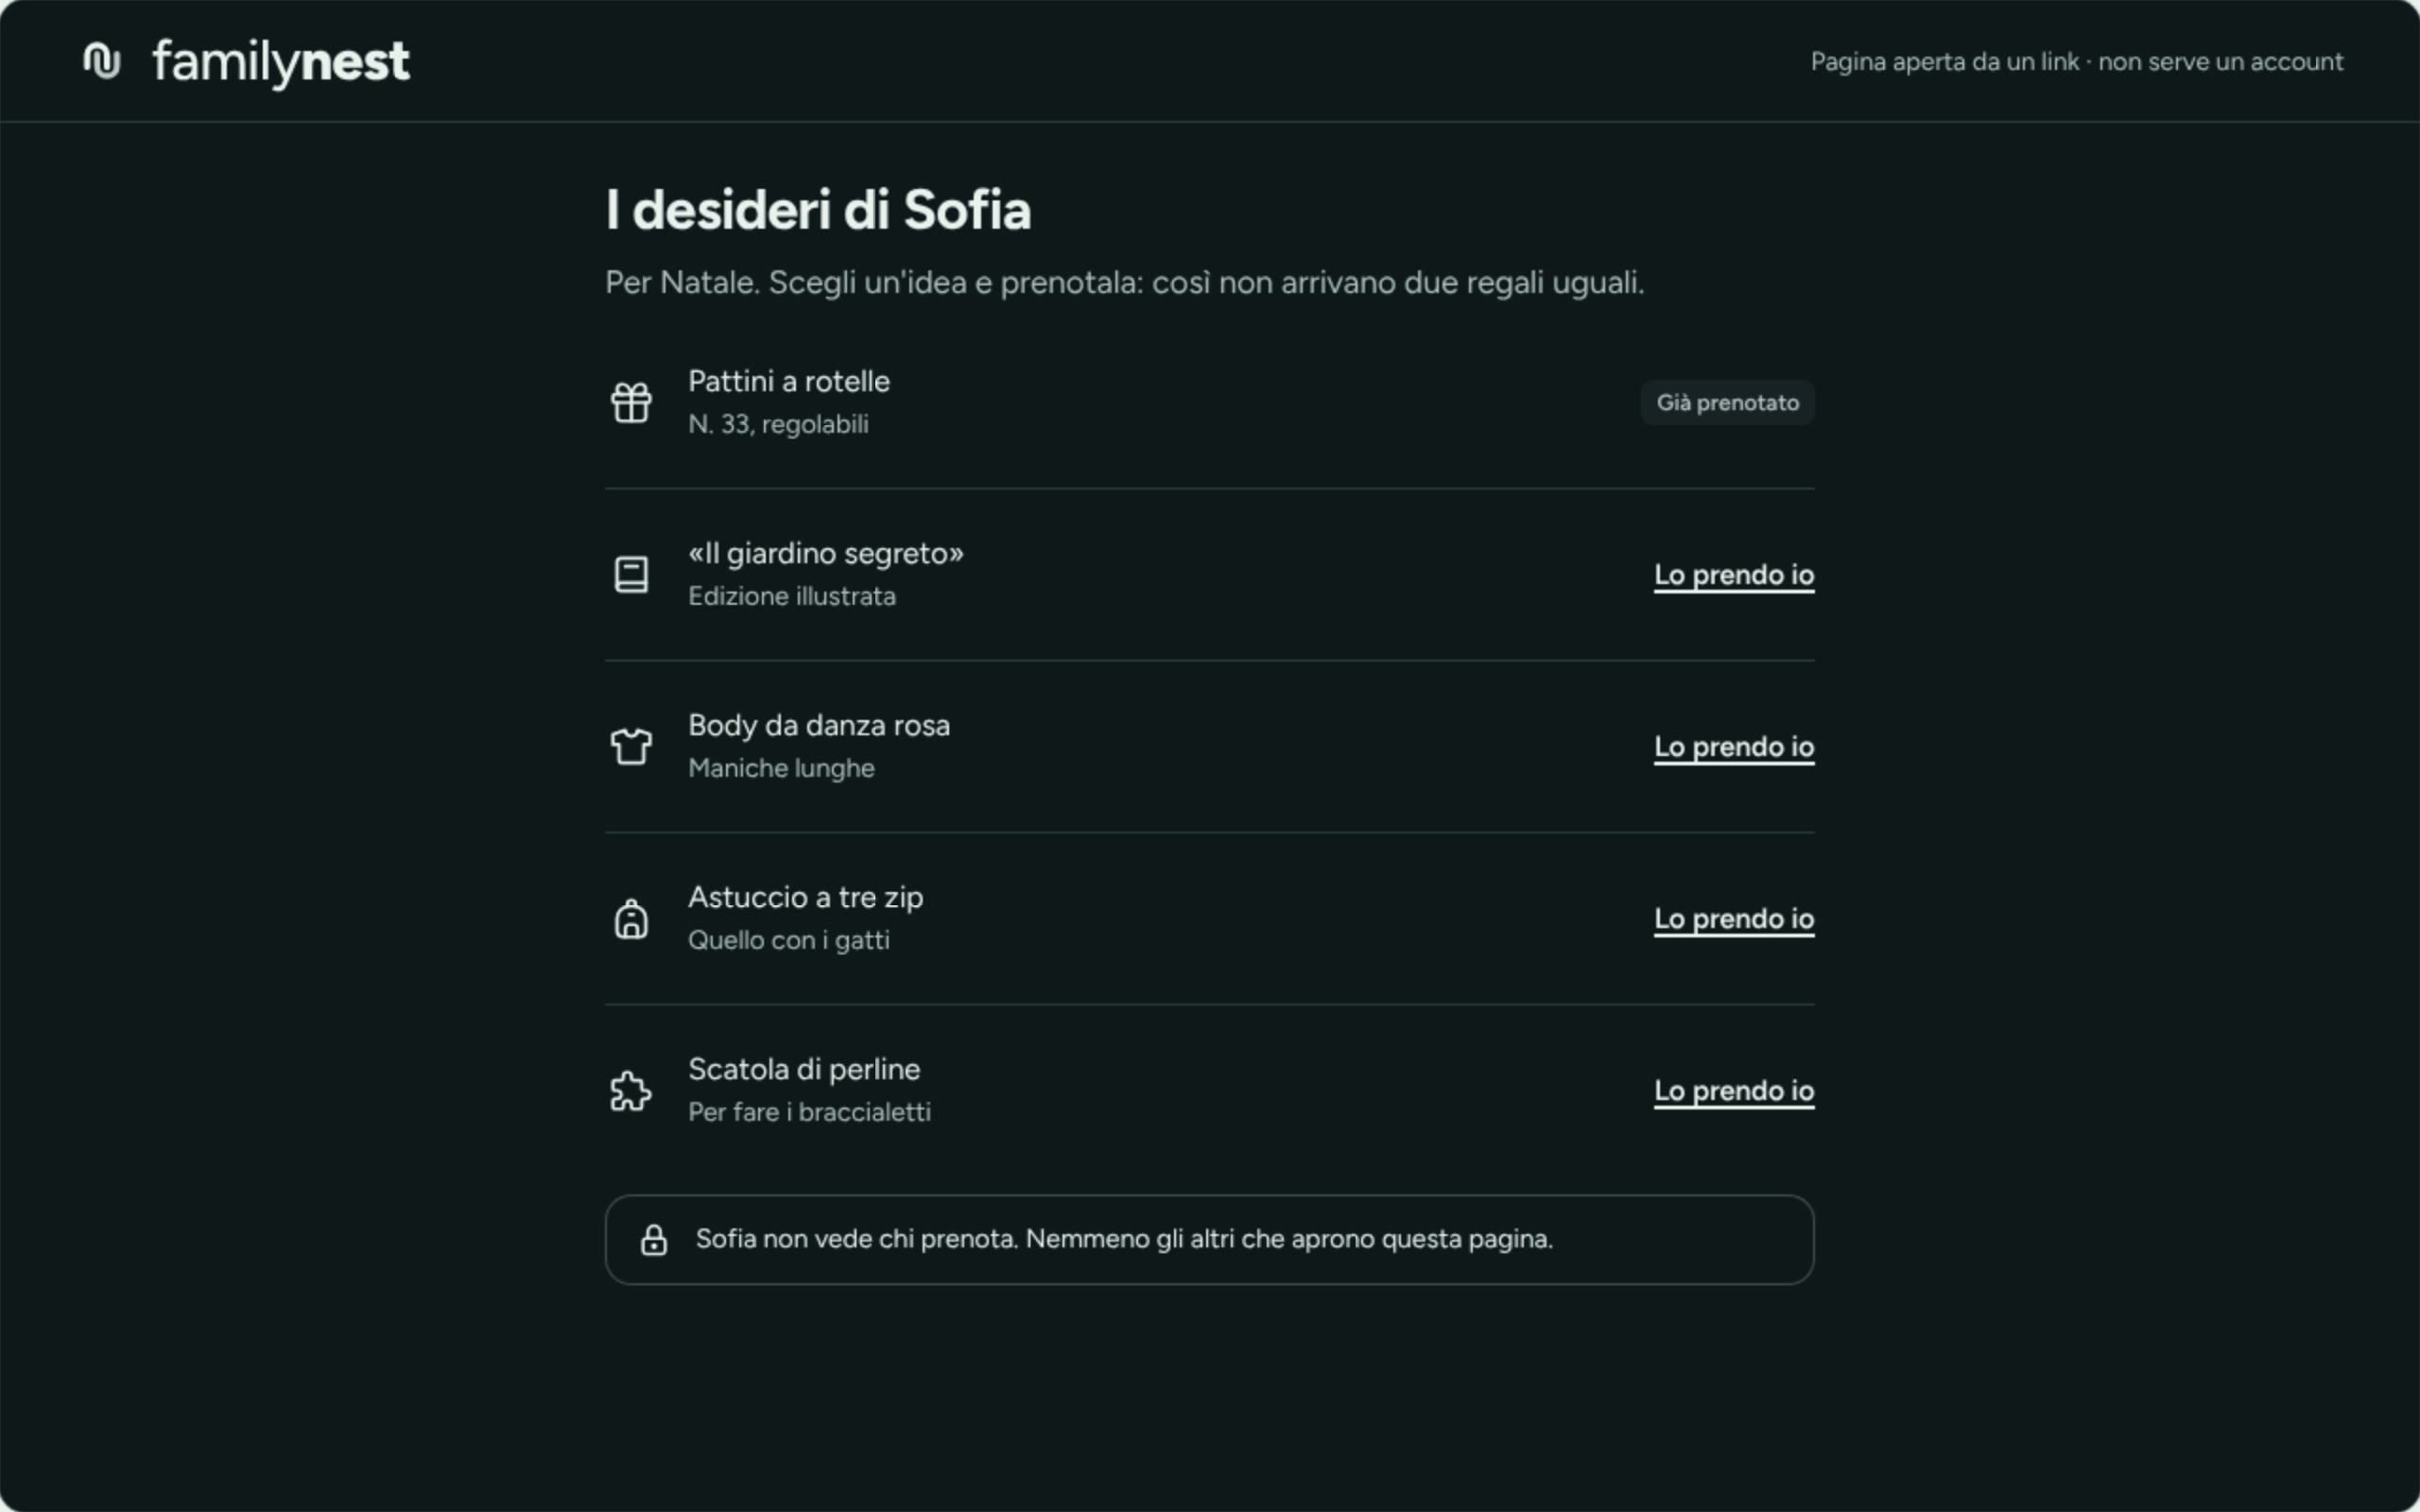 familynest
Pagina aperta da un link · non serve un account
I desideri di Sofia
Per Natale. Scegli un'idea e prenotala: così non arrivano due regali uguali.
Pattini a rotelle
N. 33, regolabili
Già prenotato
«Il giardino segreto»
Edizione illustrata
Lo prendo io
Body da danza rosa
Maniche lunghe
Lo prendo io
Astuccio a tre zip
Quello con i gatti
Lo prendo io
Scatola di perline
Per fare i braccialetti
Lo prendo io
Sofia non vede chi prenota. Nemmeno gli altri che aprono questa pagina.